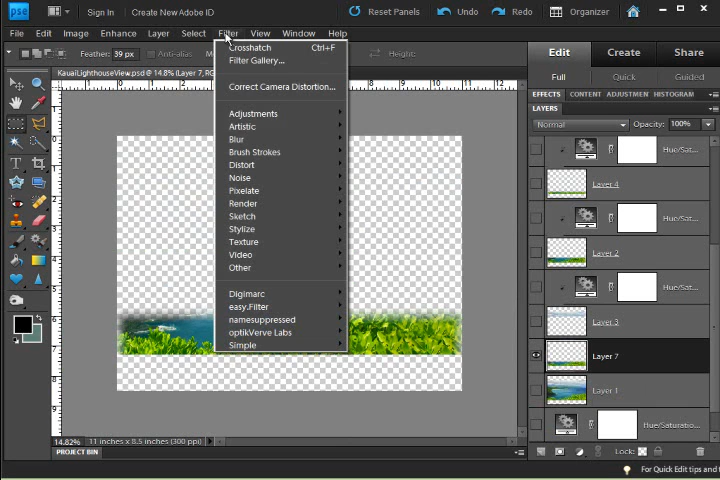 pse Sign In Create New Adobe ID Reset Panels Undo Redo Organizer
File Edit Image Enhance Layer Select Filter View Window Help
Feather: 39 px Anti-alias Height:
Edit Create Share
Full Quick Guided
KauaiLighthouseView.psd @ 14.8% (Layer 7, RG
EFFECTS CONTENT ADJUSTMEN HISTOGRAM
LAYERS
Normal Opacity: 100%
Crosshatch Ctrl+F
Filter Gallery...
Correct Camera Distortion...
Adjustments
Artistic
Blur
Brush Strokes
Distort
Noise
Pixelate
Render
Sketch
Stylize
Texture
Video
Other
Digimarc
easy.Filter
namesuppressed
optikVerve Labs
Simple
Hue/Sat...
Layer 4
Hue/Sat...
Layer 2
Hue/Sat...
Layer 3
Layer 7
Layer 1
Hue/Saturatio...
Lock:
14.82% 11 inches x 8.5 inches (300 ppi)
PROJECT BIN
For Quick Edit tips and